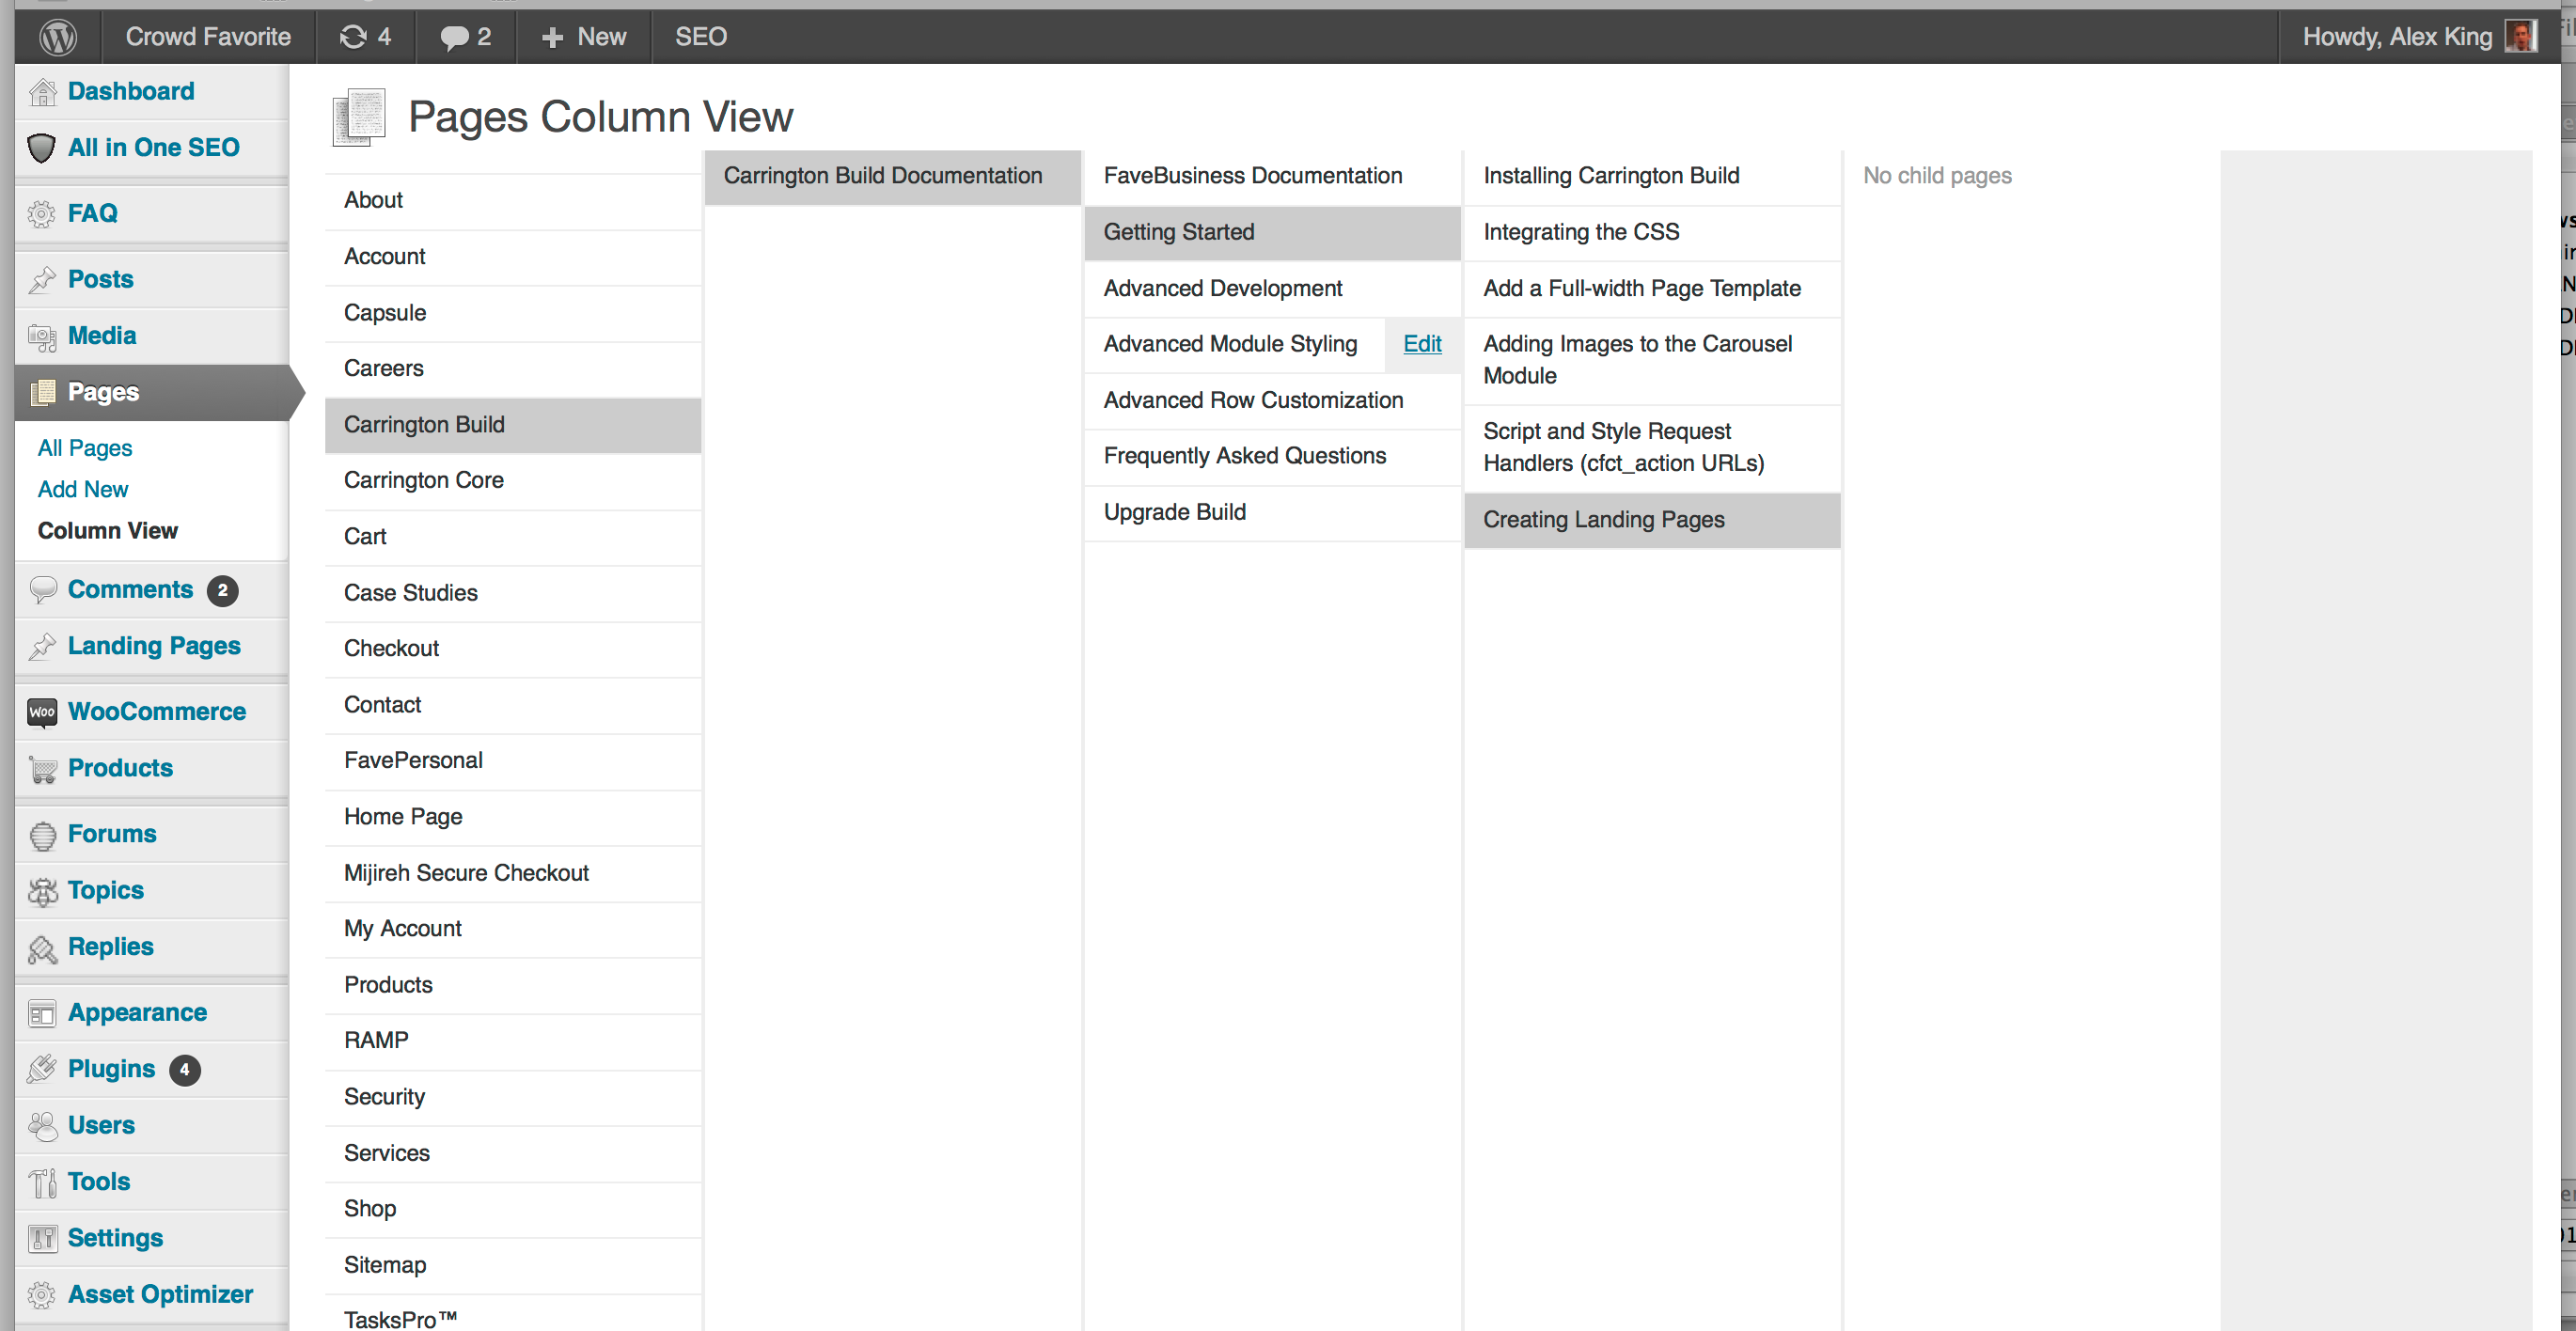 Crowd Favorite
4
2
New
SEO
Howdy, Alex King
Dashboard
All in One SEO
FAQ
Posts
Media
Pages
All Pages
Add New
Column View
Comments 2
Landing Pages
Woo WooCommerce
Products
Forums
Topics
Replies
Appearance
Plugins 4
Users
Tools
Settings
Asset Optimizer
Pages Column View
About
Account
Capsule
Careers
Carrington Build
Carrington Core
Cart
Case Studies
Checkout
Contact
FavePersonal
Home Page
Mijireh Secure Checkout
My Account
Products
RAMP
Security
Services
Shop
Sitemap
TasksPro™
Carrington Build Documentation
FaveBusiness Documentation
Getting Started
Advanced Development
Advanced Module Styling Edit
Advanced Row Customization
Frequently Asked Questions
Upgrade Build
Installing Carrington Build
Integrating the CSS
Add a Full-width Page Template
Adding Images to the Carousel
Module
Script and Style Request
Handlers (cfct_action URLs)
Creating Landing Pages
No child pages